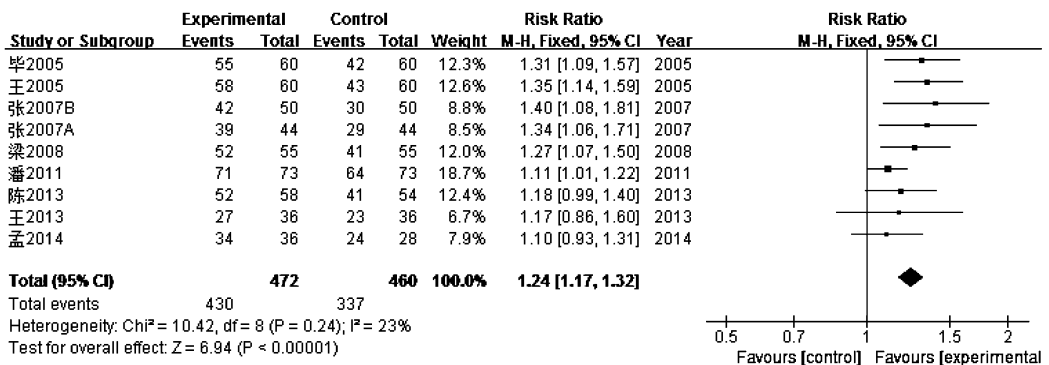 Experimental Control Risk Ratio Risk Ratio
Study or Subgroup Events Total Events Total Weight M-H, Fixed, 95% CI Year M-H, Fixed, 95% CI
毕2005 55 60 42 60 12.3% 1.31 [1.09, 1.57] 2005
王2005 58 60 43 60 12.6% 1.35 [1.14, 1.59] 2005
张2007B 42 50 30 50 8.8% 1.40 [1.08, 1.81] 2007
张2007A 39 44 29 44 8.5% 1.34 [1.06, 1.71] 2007
梁2008 52 55 41 55 12.0% 1.27 [1.07, 1.50] 2008
潘2011 71 73 64 73 18.7% 1.11 [1.01, 1.22] 2011
陈2013 52 58 41 54 12.4% 1.18 [0.99, 1.40] 2013
王2013 27 36 23 36 6.7% 1.17 [0.86, 1.60] 2013
孟2014 34 36 24 28 7.9% 1.10 [0.93, 1.31] 2014
Total (95% CI) 472 460 100.0% 1.24 [1.17, 1.32]
Total events 430 337
Heterogeneity: Chi² = 10.42, df = 8 (P = 0.24); I² = 23%
Test for overall effect: Z = 6.94 (P < 0.00001)
0.5 0.7 1 1.5 2
Favours [control] Favours [experimental